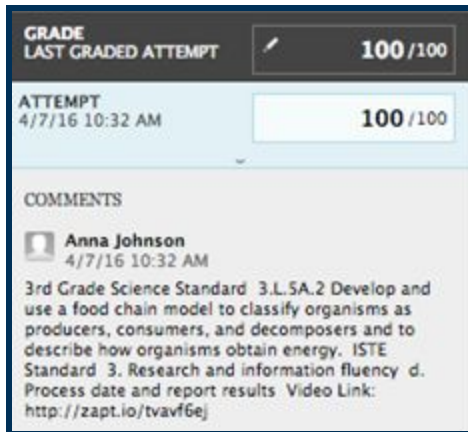 GRADE
LAST GRADED ATTEMPT
100/100
ATTEMPT
4/7/16 10:32 AM
100/100
COMMENTS
Anna Johnson
4/7/16 10:32 AM
3rd Grade Science Standard 3.L.5A.2 Develop and
use a food chain model to classify organisms as
producers, consumers, and decomposers and to
describe how organisms obtain energy. ISTE
Standard 3. Research and information fluency d.
Process date and report results Video Link:
http://zapt.io/tvavf6ej